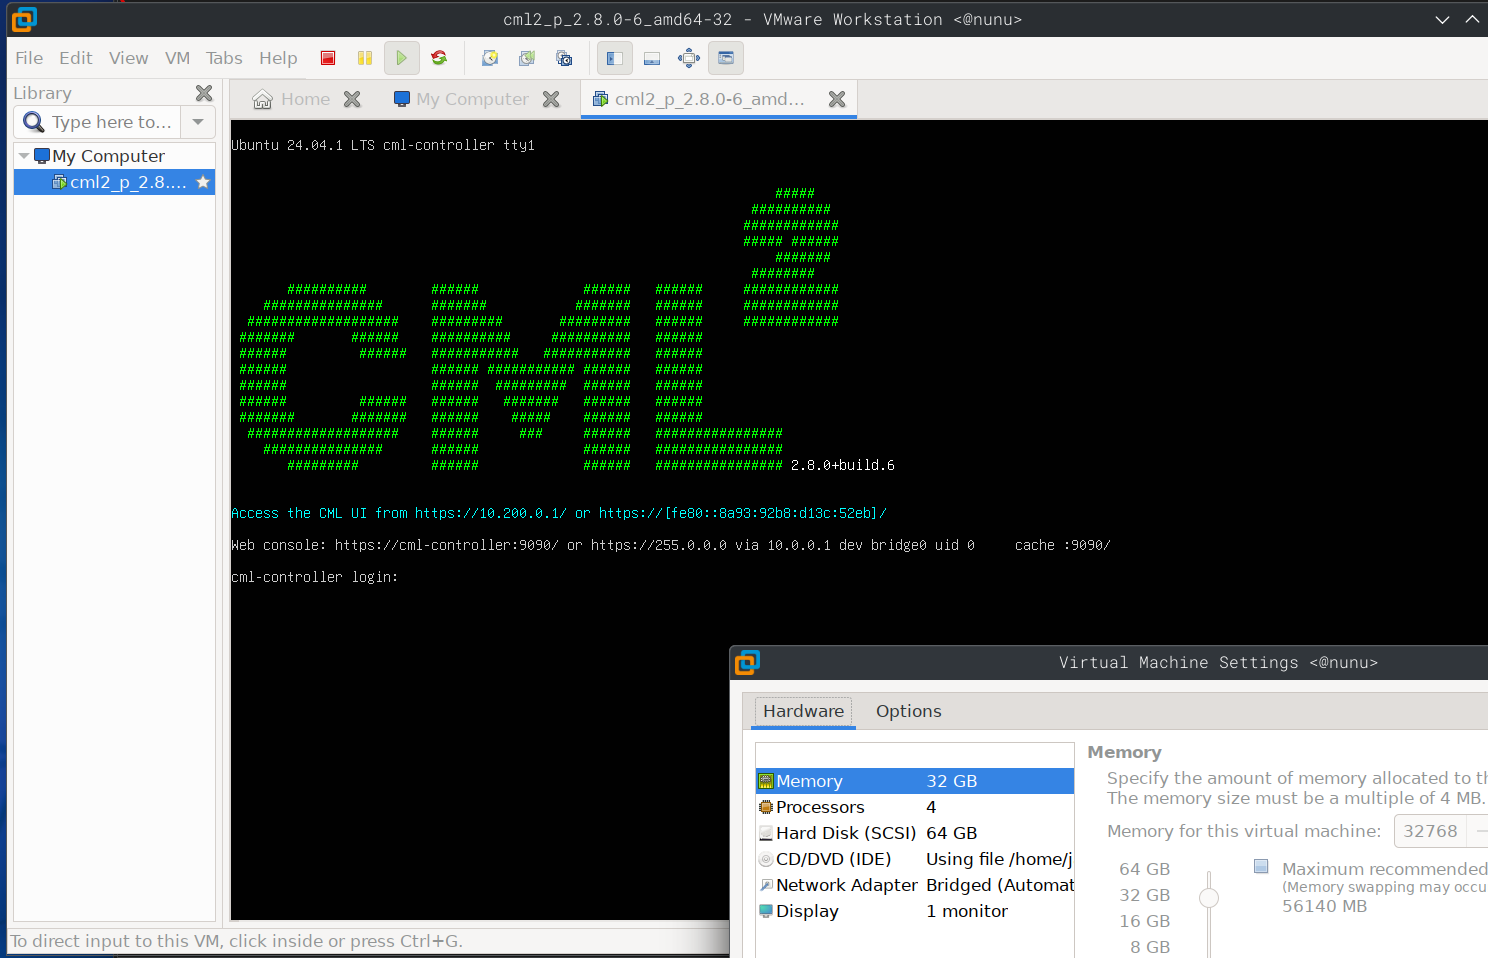 cml2_p_2.8.0-6_amd64-32 - VMware Workstation <@nunu>
File Edit View VM Tabs Help
Library
Type here to...
My Computer
cml2_p_2.8....
Home
My Computer
cml2_p_2.8.0-6_amd...
Ubuntu 24.04.1 LTS cml-controller tty1
                                                                    #####
                                                                 ##########
                                                                ############
                                                                ##### ######
                                                                    #######
                                                                 ########
      ##########        ######             ######   ######     ############
   ###############      #######           #######   ######     ############
 ###################    #########       #########   ######     ############
#######       ######    ##########     ##########   ######
######         ######   ###########   ###########   ######
######                  ###### ########### ######   ######
######                  ######  #########  ######   ######
######         ######   ######   #######   ######   ######
#######       #######   ######    #####    ######   ######
 ###################    ######     ###     ######   ################
   ###############      ######             ######   ################
      #########         ######             ######   ################ 2.8.0+build.6
Access the CML UI from https://10.200.0.1/ or https://[fe80::8a93:92b8:d13c:52eb]/
Web console: https://cml-controller:9090/ or https://255.0.0.0 via 10.0.0.1 dev bridge0 uid 0     cache :9090/
cml-controller login:
Virtual Machine Settings <@nunu>
Hardware Options
Memory 32 GB
Processors 4
Hard Disk (SCSI) 64 GB
CD/DVD (IDE) Using file /home/j
Network Adapter Bridged (Automat
Display 1 monitor
Memory
Specify the amount of memory allocated to th
The memory size must be a multiple of 4 MB.
Memory for this virtual machine: 32768
64 GB
32 GB
16 GB
8 GB
Maximum recommended
(Memory swapping may occu
56140 MB
To direct input to this VM, click inside or press Ctrl+G.